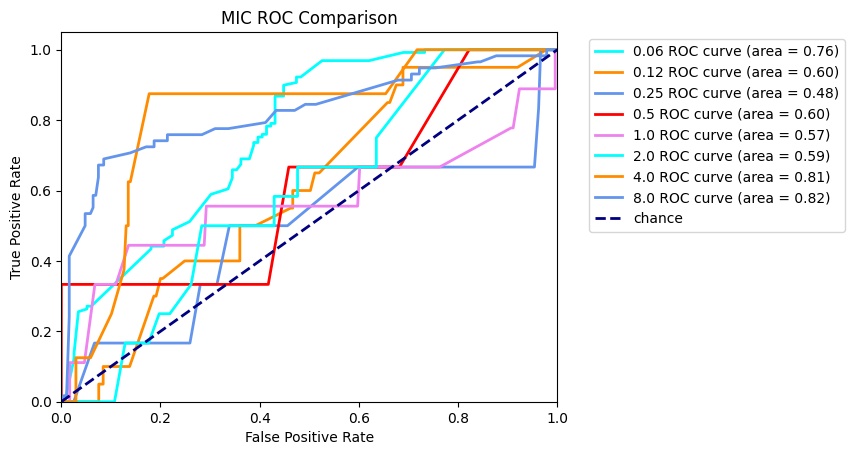 MIC ROC Comparison
True Positive Rate
1.0
0.8
0.6
0.4
0.2
0.0
0.0 0.2 0.4 0.6 0.8 1.0
False Positive Rate
0.06 ROC curve (area = 0.76)
0.12 ROC curve (area = 0.60)
0.25 ROC curve (area = 0.48)
0.5 ROC curve (area = 0.60)
1.0 ROC curve (area = 0.57)
2.0 ROC curve (area = 0.59)
4.0 ROC curve (area = 0.81)
8.0 ROC curve (area = 0.82)
chance